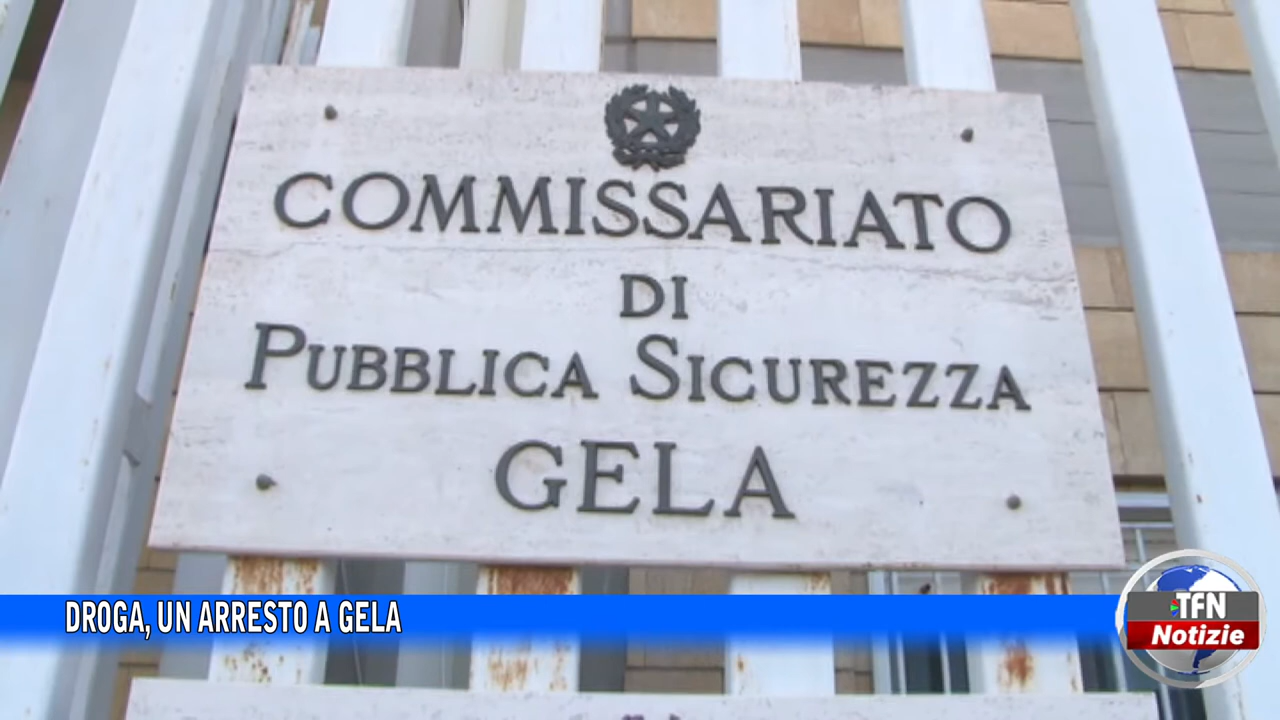 COMMISSARIATO
DI
PUBBLICA SICUREZZA
GELA
DROGA, UN ARRESTO A GELA
TFN
Notizie